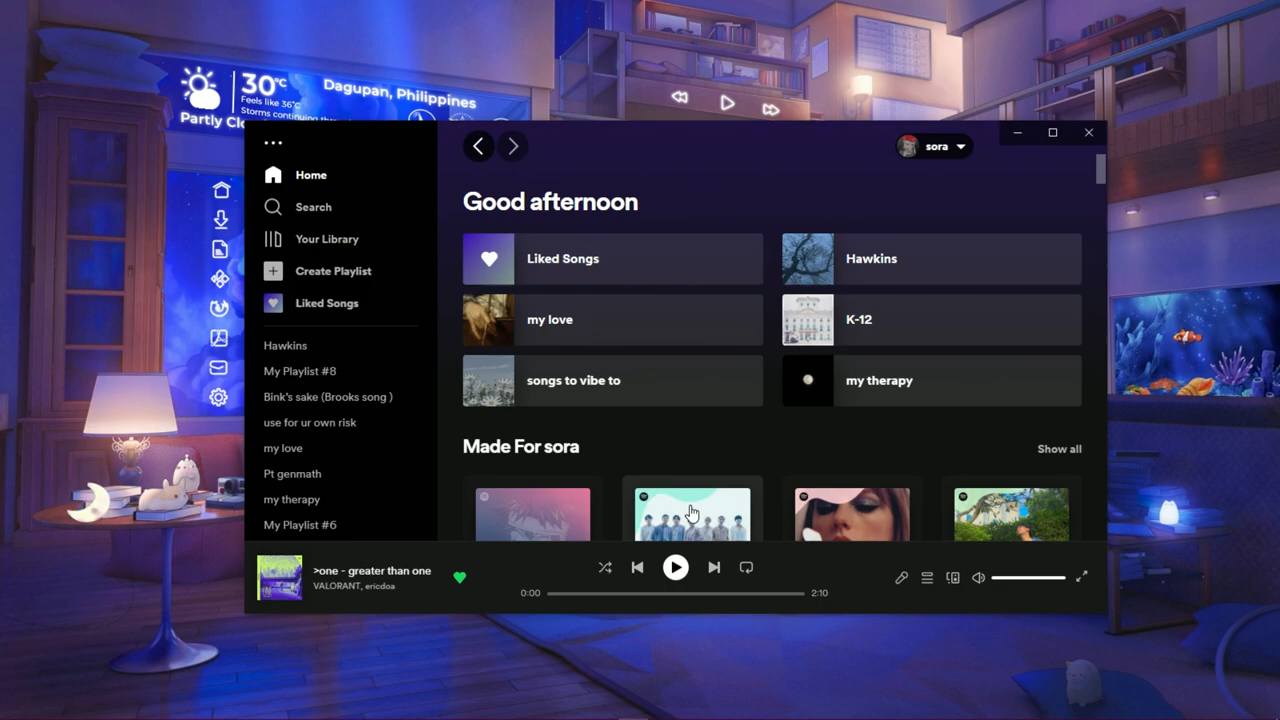 30°C
Feels like 36°C
Storms continuing
Partly
Dagupan, Philippines
sora
Home
Search
Your Library
Create Playlist
Liked Songs
Hawkins
My Playlist #8
Bink's sake (Brooks song )
use for ur own risk
my love
Pt genmath
my therapy
My Playlist #6
Good afternoon
Liked Songs
Hawkins
my love
K-12
songs to vibe to
my therapy
Made For sora
Show all
>one - greater than one
VALORANT, ericdoa
0:00
2:10